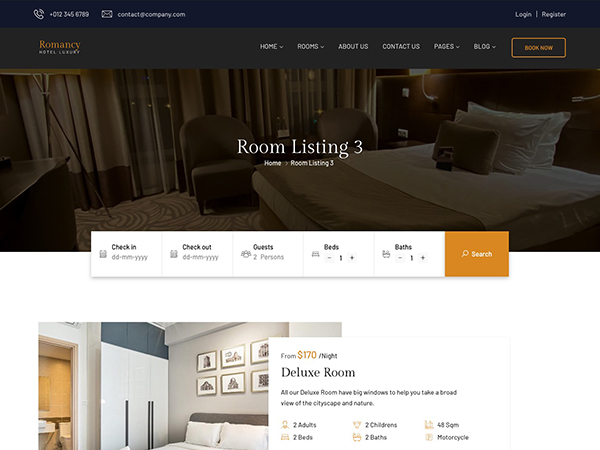 +012 345 6789 contact@company.com Login Register
Romancy
HOTEL LUXURY
HOME ROOMS ABOUT US CONTACT US PAGES BLOG BOOK NOW
Room Listing 3
Home > Room Listing 3
Check in Check out Guests Beds Baths
dd-mm-yyyy dd-mm-yyyy 2 Persons - 1 + - 1 + Search
From $170 /Night
Deluxe Room
All our Deluxe Room have big windows to help you take a broad
view of the cityscape and nature.
2 Adults 2 Childrens 48 Sqm
2 Beds 2 Baths Motorcycle